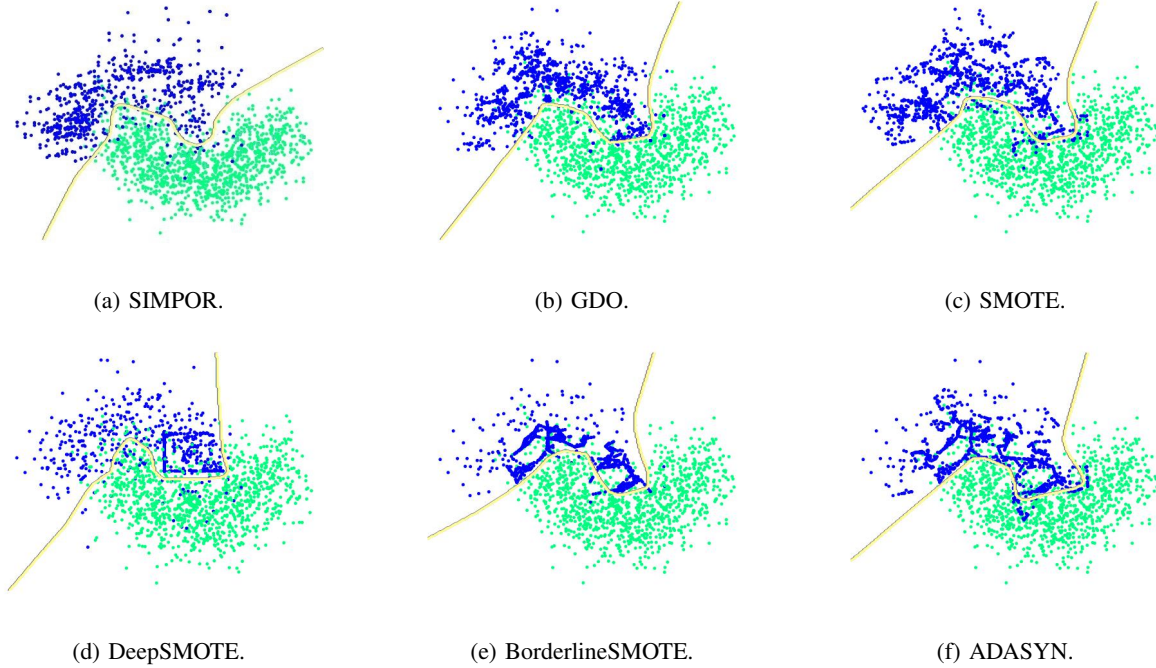 (a) SIMPOR.
(b) GDO.
(c) SMOTE.
(d) DeepSMOTE.
(e) BorderlineSMOTE.
(f) ADASYN.